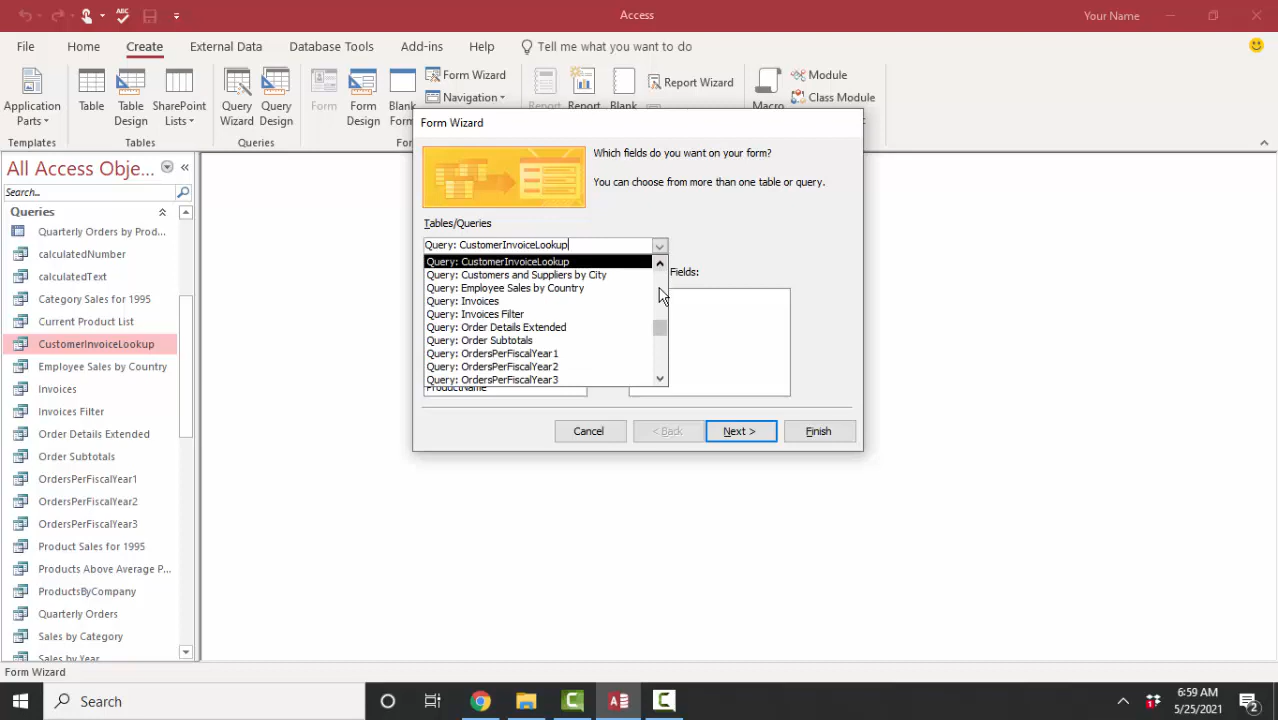 Access
Your Name
File Home Create External Data Database Tools Add-ins Help Tell me what you want to do
Application Parts
Table
Table Design
SharePoint Lists
Query Wizard
Query Design
Form
Form Design
Blank
Form Wizard
Navigation
Report
Report
Blank
Report Wizard
Macro
Module
Class Module
Templates
Tables
Queries
All Access Obje...
Search...
Queries
Quarterly Orders by Prod...
calculatedNumber
calculatedText
Category Sales for 1995
Current Product List
CustomerInvoiceLookup
Employee Sales by Country
Invoices
Invoices Filter
Order Details Extended
Order Subtotals
OrdersPerFiscalYear1
OrdersPerFiscalYear2
OrdersPerFiscalYear3
Product Sales for 1995
Products Above Average P...
ProductsByCompany
Quarterly Orders
Sales by Category
Sales by Year
Form Wizard
Which fields do you want on your form?
You can choose from more than one table or query.
Tables/Queries
Query: CustomerInvoiceLookup
Query: CustomerInvoiceLookup
Query: Customers and Suppliers by City
Query: Employee Sales by Country
Query: Invoices
Query: Invoices Filter
Query: Order Details Extended
Query: Order Subtotals
Query: OrdersPerFiscalYear1
Query: OrdersPerFiscalYear2
Query: OrdersPerFiscalYear3
Fields:
ProductName
Cancel < Back Next > Finish
Form Wizard
Search
6:59 AM
5/25/2021
2